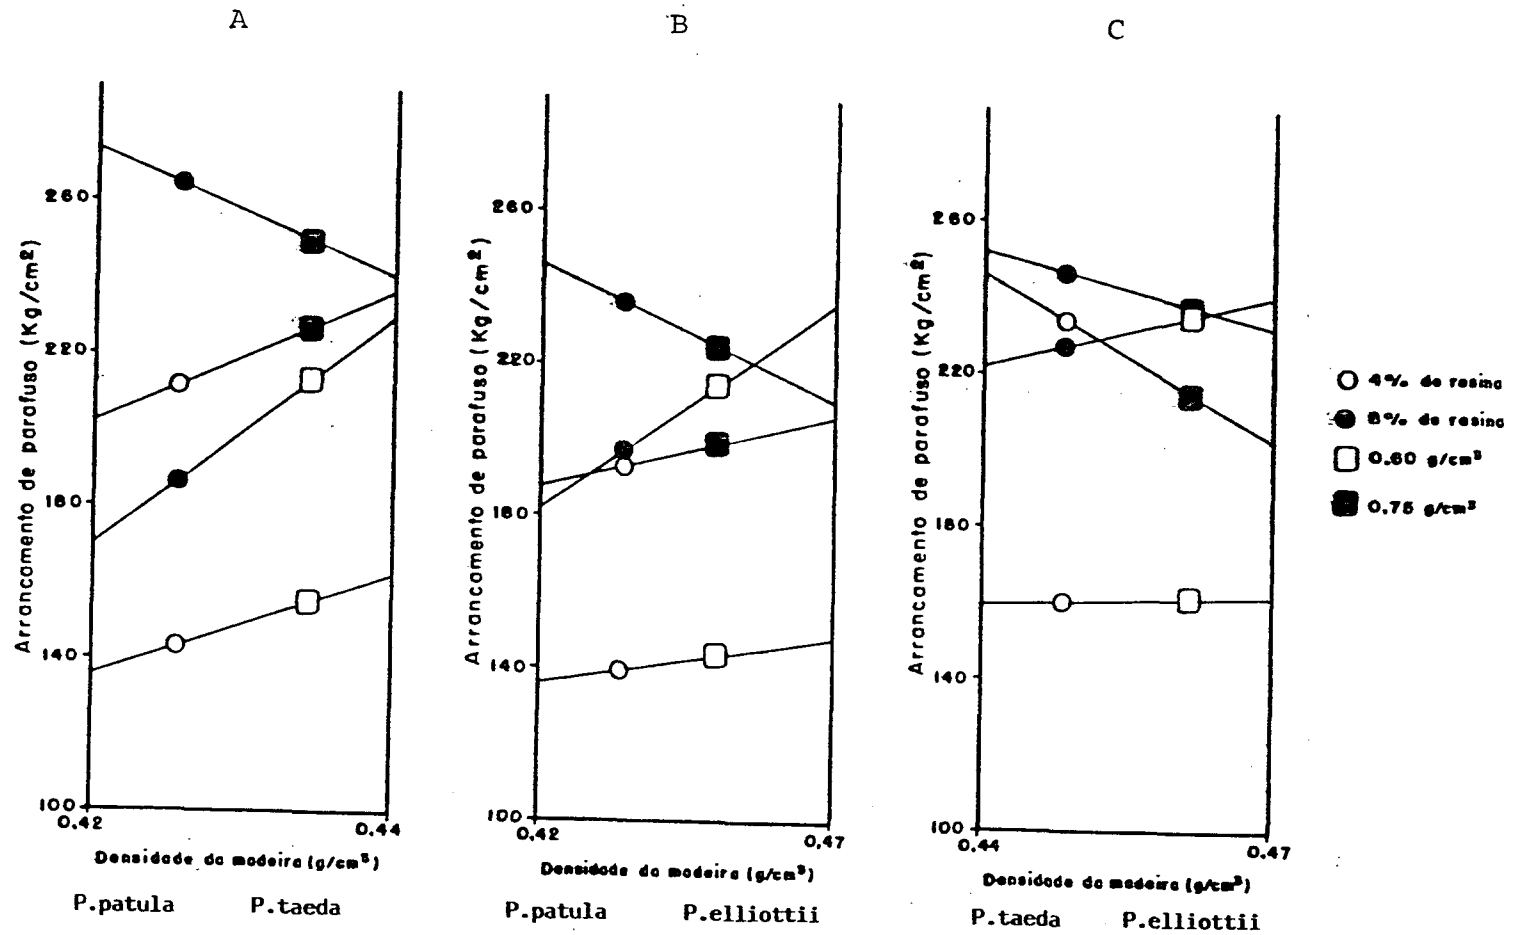 A
B
C
Arrancamento de parafuso (Kg/cm²)
260
220
180
140
100
0.42
0.44
Densidade da madeira (g/cm³)
P.patula P.taeda
Arrancamento de parafuso (Kg/cm²)
260
220
180
140
100
0.42
0.47
Densidade da madeira (g/cm³)
P.patula P.elliottii
Arrancamento de parafuso (Kg/cm²)
260
220
180
140
100
0.44
0.47
Densidade da madeira (g/cm³)
P.taeda P.elliottii
4% de resina
8% de resina
0.60 g/cm³
0.75 g/cm³